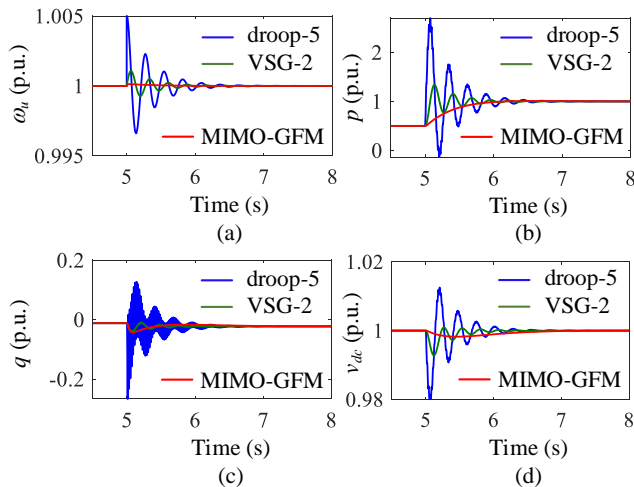 1.005
1
0.995
ω_u (p.u.)
droop-5
VSG-2
MIMO-GFM
5 6 7 8
Time (s)
(a)
2
1
0
p (p.u.)
droop-5
VSG-2
MIMO-GFM
5 6 7 8
Time (s)
(b)
0.2
0
-0.2
q (p.u.)
droop-5
VSG-2
MIMO-GFM
5 6 7 8
Time (s)
(c)
1.02
1
0.98
v_dc (p.u.)
droop-5
VSG-2
MIMO-GFM
5 6 7 8
Time (s)
(d)